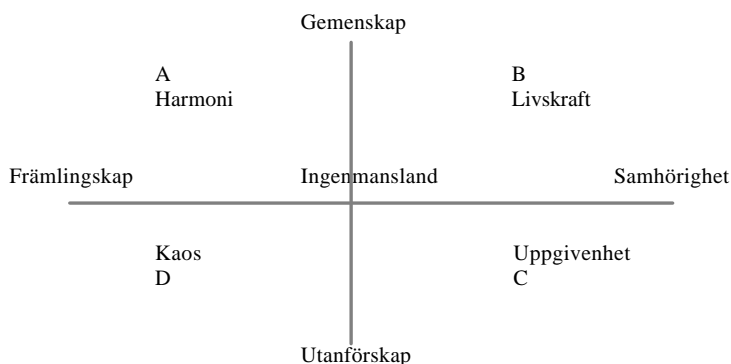 Gemenskap
A
Harmoni
B
Livskraft
Främlingskap
Ingenmansland
Samhörighet
Kaos
D
Uppgivenhet
C
Utanförskap